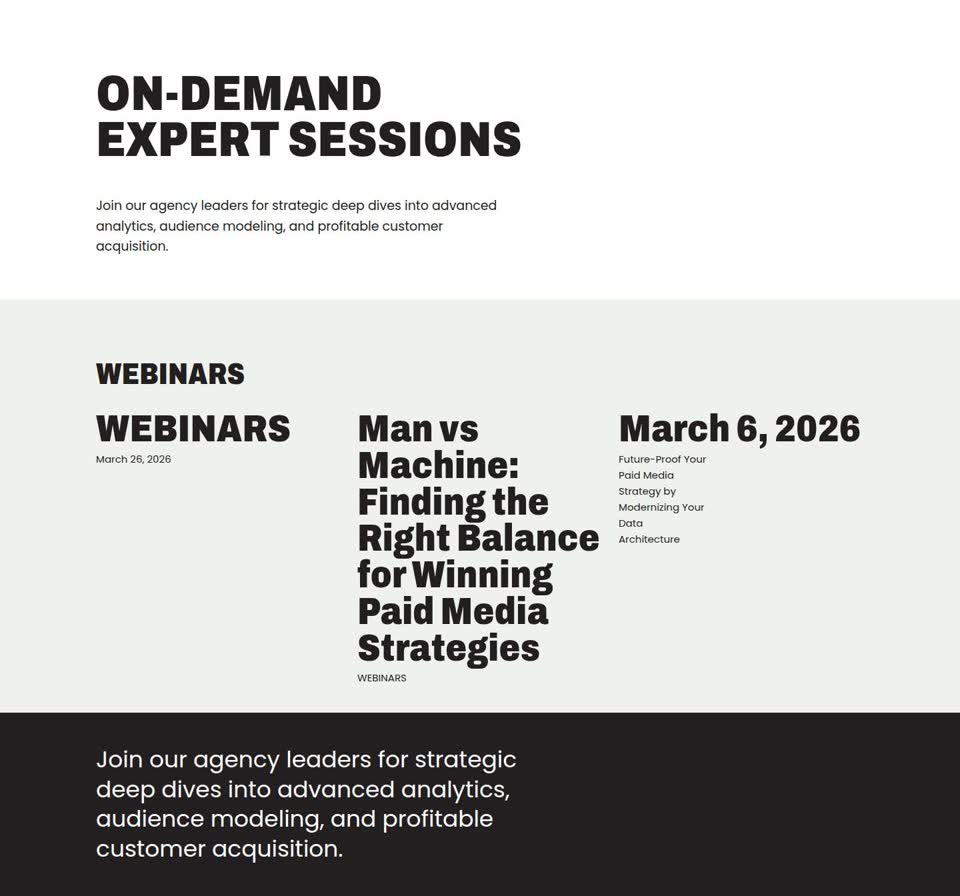 ON-DEMAND
EXPERT SESSIONS
Join our agency leaders for strategic deep dives into advanced
analytics, audience modeling, and profitable customer
acquisition.
WEBINARS
WEBINARS
March 26, 2026
Man vs
Machine:
Finding the
Right Balance
for Winning
Paid Media
Strategies
WEBINARS
March 6, 2026
Future-Proof Your
Paid Media
Strategy by
Modernizing Your
Data
Architecture
Join our agency leaders for strategic
deep dives into advanced analytics,
audience modeling, and profitable
customer acquisition.